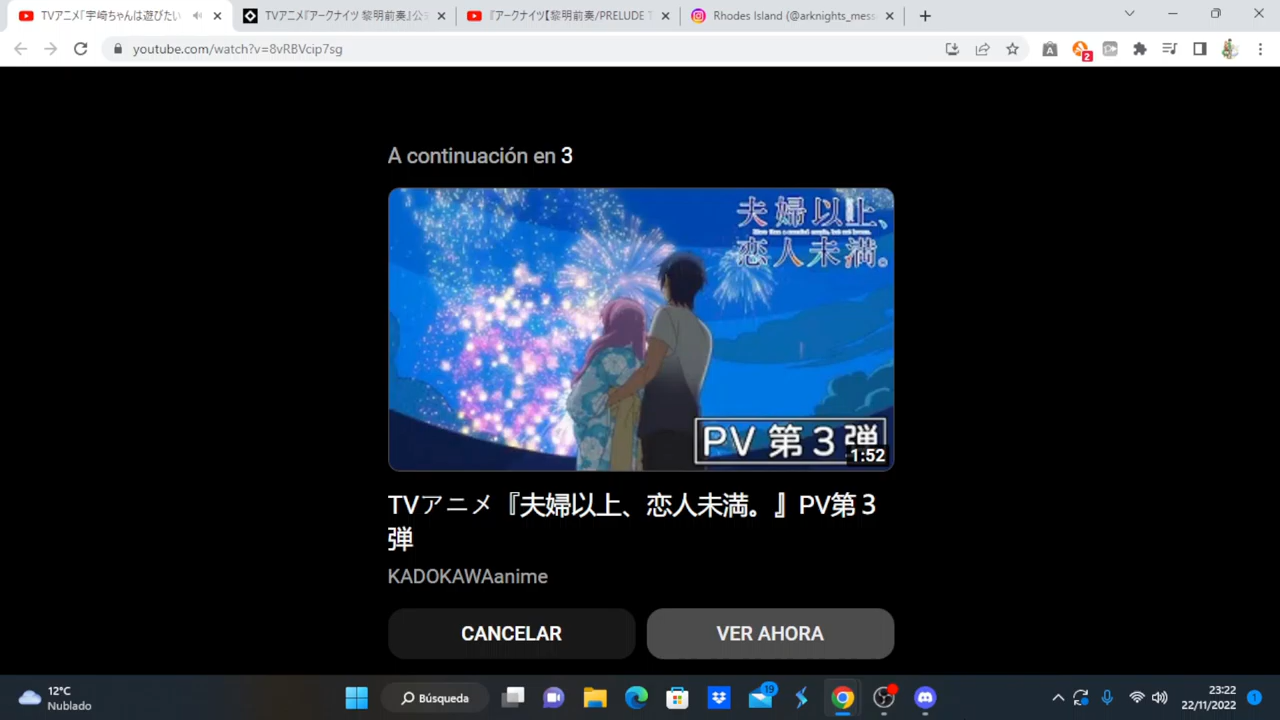 TVアニメ『宇崎ちゃんは遊びたい
TVアニメ『アークナイツ 黎明前奏』公式
『アークナイツ【黎明前奏/PRELUDE T
Rhodes Island (@arknights_mess
youtube.com/watch?v=8vRBVcip7sg
2
A continuación en 3
夫婦以上、
恋人未満。
PV 第3弾
1:52
TVアニメ『夫婦以上、恋人未満。』PV第3
弾
KADOKAWAanime
CANCELAR
VER AHORA
12°C
Nublado
Búsqueda
19
23:22
22/11/2022
1